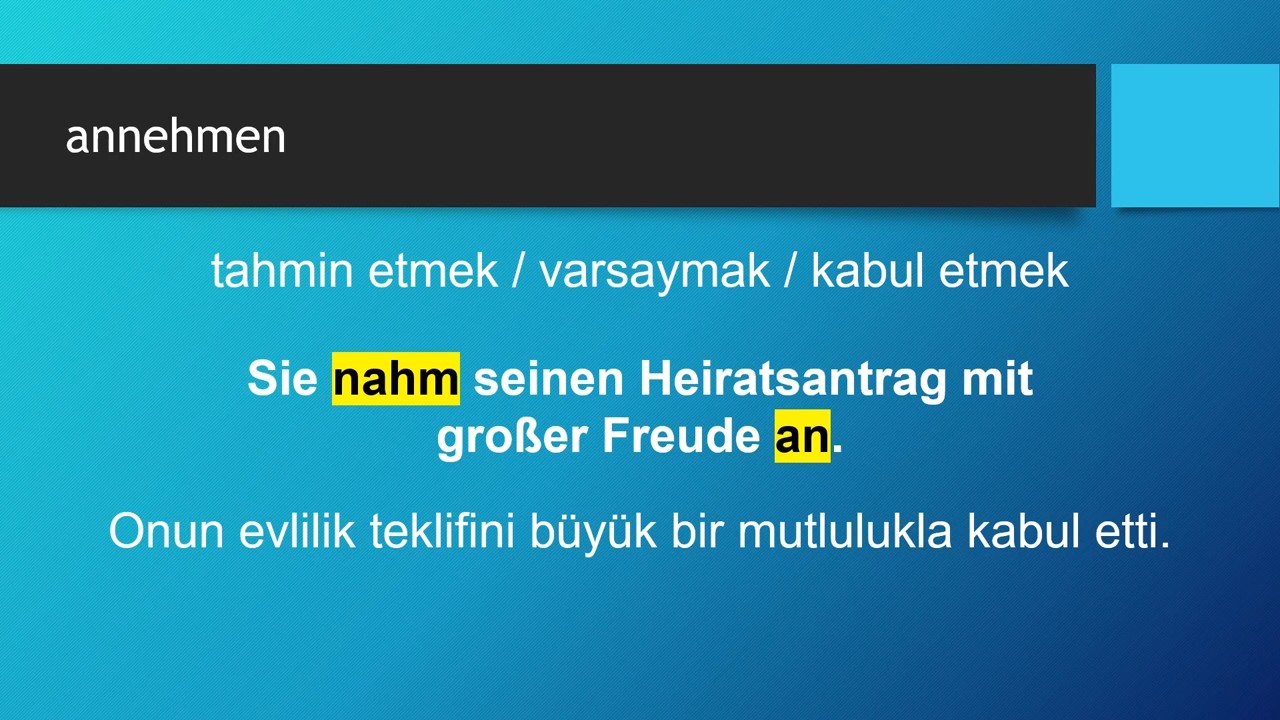 annehmen
tahmin etmek / varsaymak / kabul etmek
Sie nahm seinen Heiratsantrag mit
großer Freude an.
Onun evlilik teklifini büyük bir mutlulukla kabul etti.